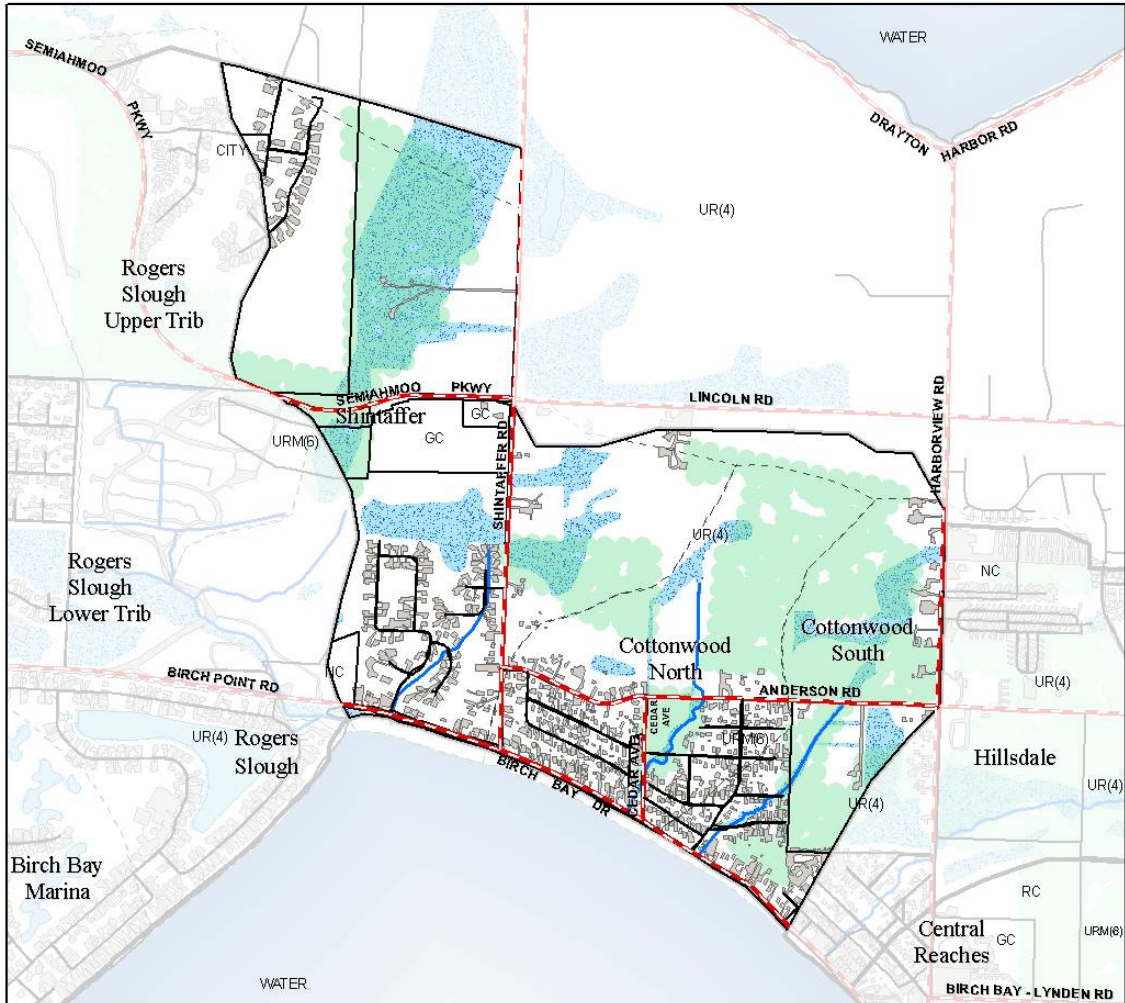 WATER
SEMIAHMOO
PKWY
DRAYTON
HARBOR RD
CITY
UR(4)
Rogers
Slough
Upper Trib
SEMIAHMOO PKWY
Shintaffer
LINCOLN RD
HARBORVIEW RD
GC
GC
URM(6)
SHINTAFFER RD
UR(4)
NC
Rogers
Slough
Lower Trib
Cottonwood
South
Cottonwood
North
UR(4)
NC
BIRCH POINT RD
ANDERSON RD
CEDAR
AVE
UR(4)
Rogers
Slough
URM(6)
CEDAR AVE
BIRCH BAY DR
Hillsdale
UR(4)
UR(4)
Birch Bay
Marina
RC
Central
Reaches
GC
URM(6)
WATER
BIRCH BAY - LYNDEN RD